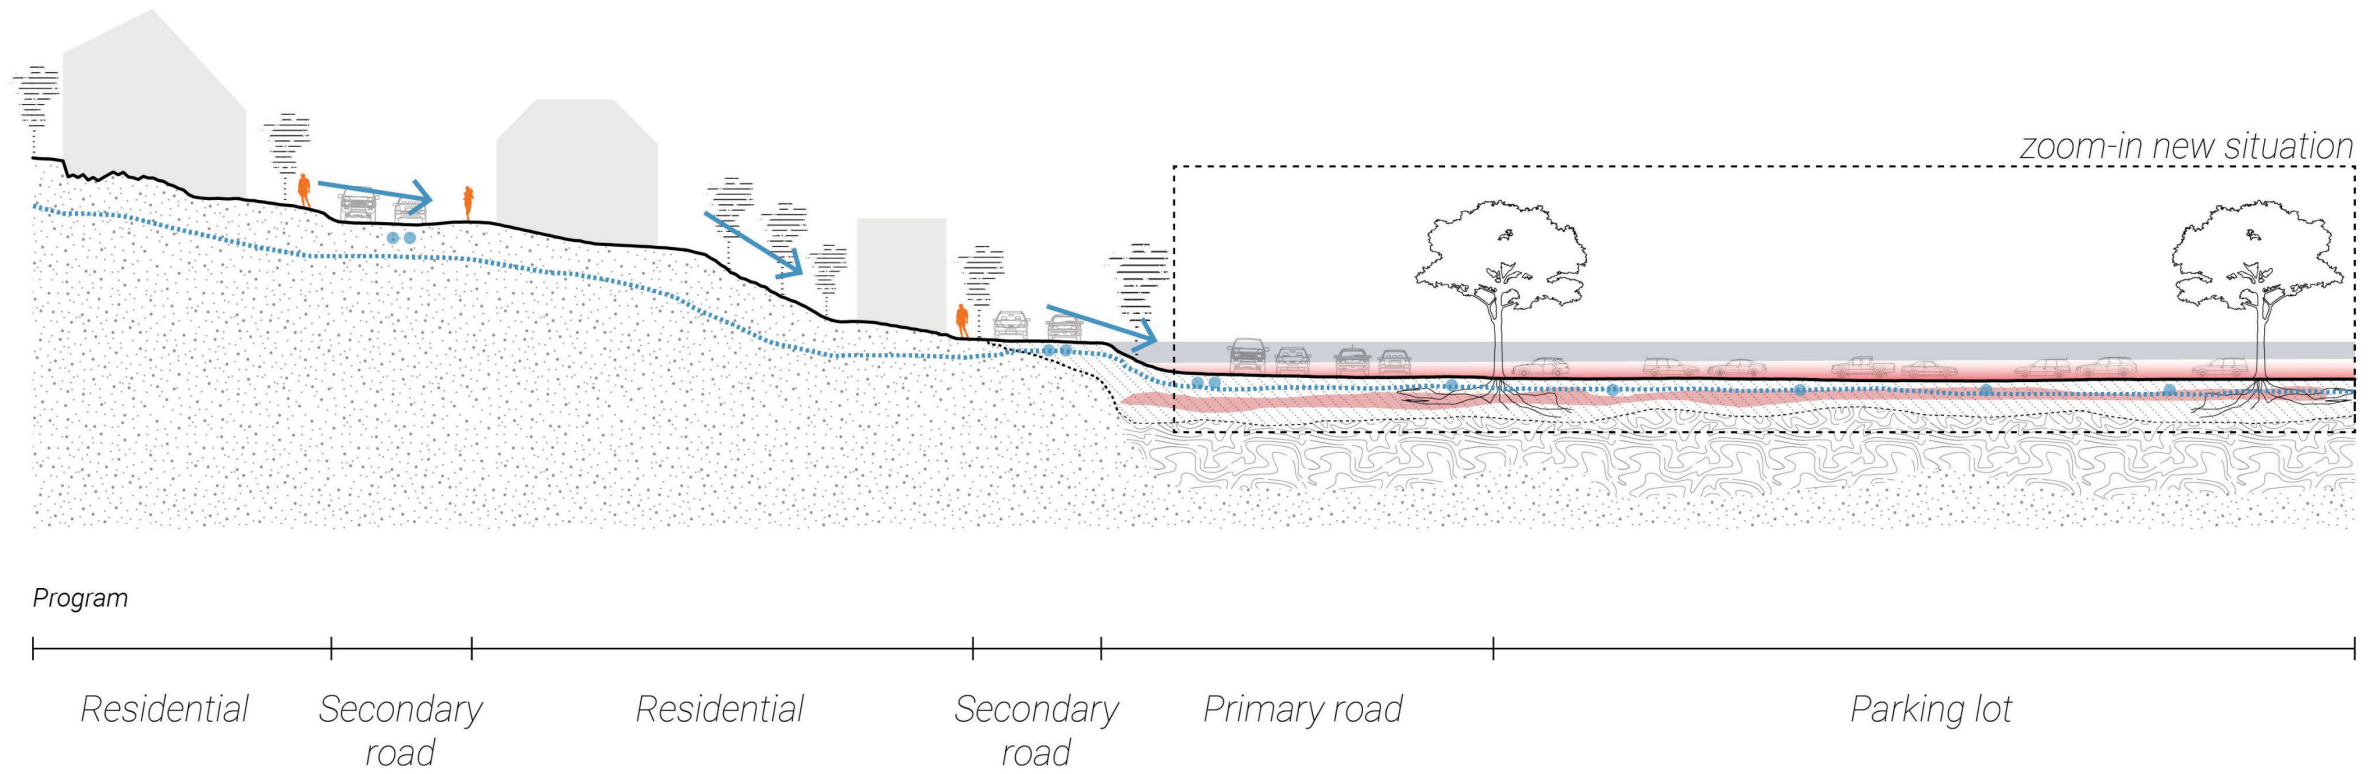 zoom-in new situation
Program
Residential
Secondary
road
Residential
Secondary
road
Primary road
Parking lot